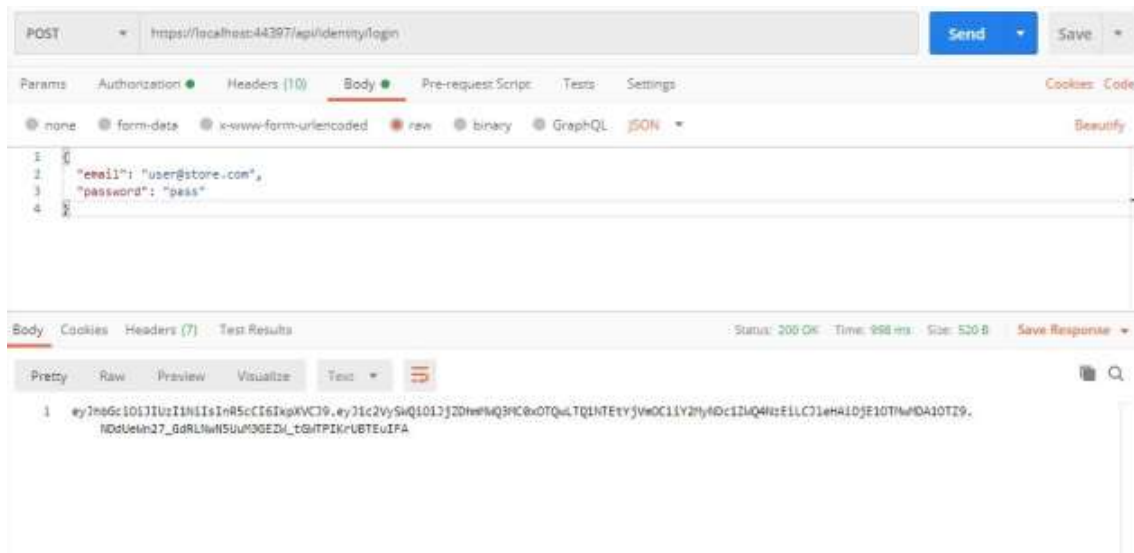 POST https://localhost:44397/api/identity/login Send Save
Params Authorization Headers (10) Body Pre-request Script Tests Settings Cookies Code
none form-data x-www-form-urlencoded raw binary GraphQL JSON Beautify
1 {
2 "email": "user@store.com",
3 "password": "pass"
4 }
Body Cookies Headers (7) Test Results Status: 200 OK Time: 998 ms Size: 520 B Save Response
Pretty Raw Preview Visualize Text
1